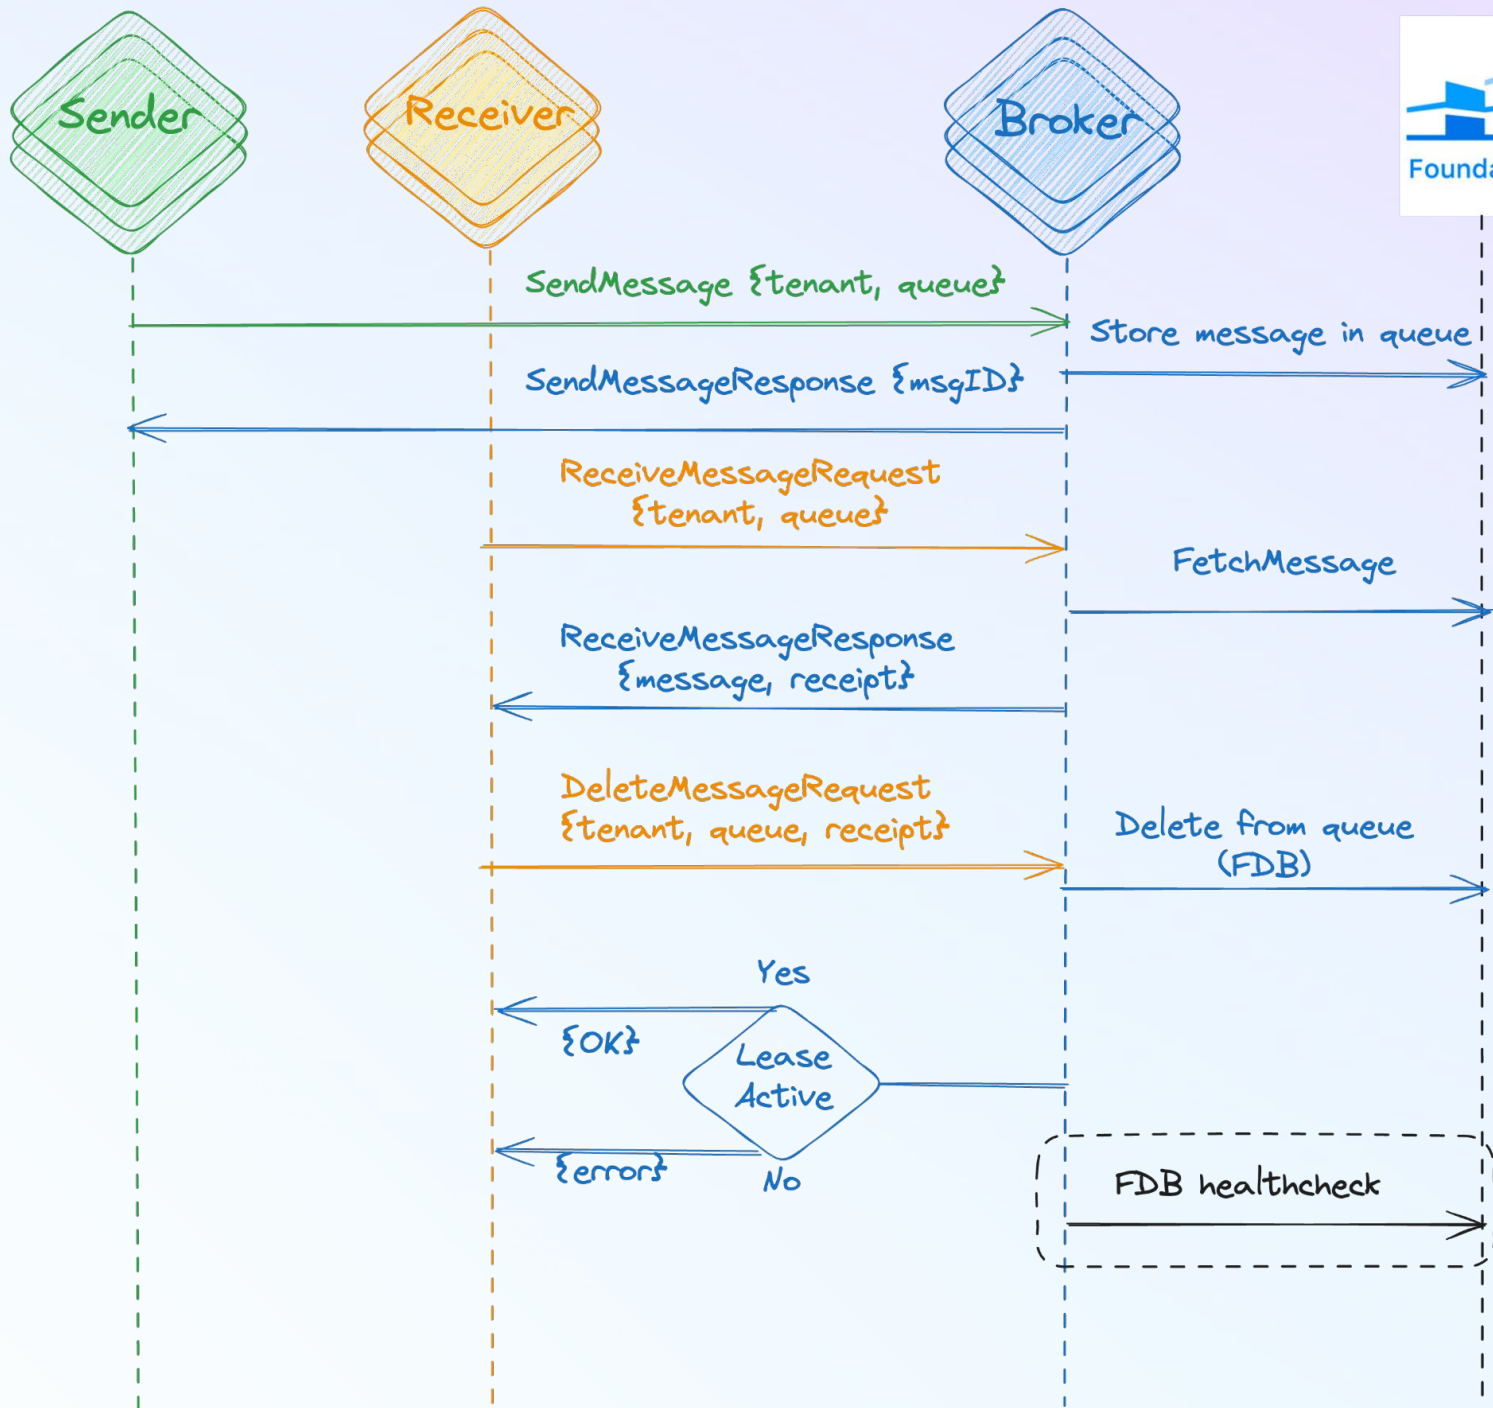 Sender
Receiver
Broker
SendMessage {tenant, queue}
Store message in queue
SendMessageResponse {msgID}
ReceiveMessageRequest
{tenant, queue}
FetchMessage
ReceiveMessageResponse
{message, receipt}
DeleteMessageRequest
{tenant, queue, receipt}
Delete from queue
(FDB)
Yes
{OK}
Lease
Active
{error}
No
FDB healthcheck